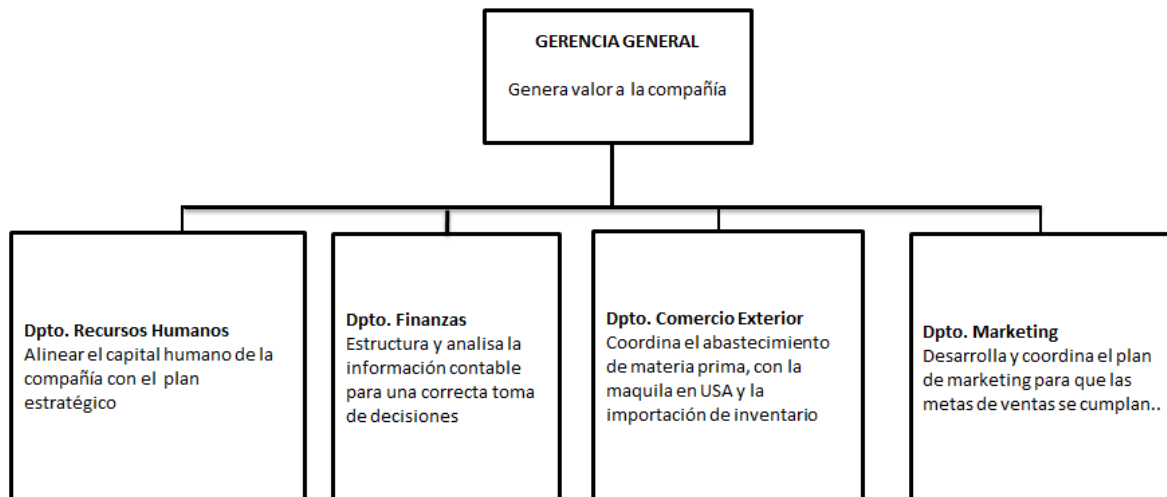 GERENCIA GENERAL
Genera valor a la compañía
Dpto. Recursos Humanos
Alinear el capital humano de la
compañía con el plan
estratégico
Dpto. Finanzas
Estructura y analisa la
información contable
para una correcta toma
de decisiones
Dpto. Comercio Exterior
Coordina el abastecimiento
de materia prima, con la
maquila en USA y la
importación de inventario
Dpto. Marketing
Desarrolla y coordina el plan
de marketing para que las
metas de ventas se cumplan..